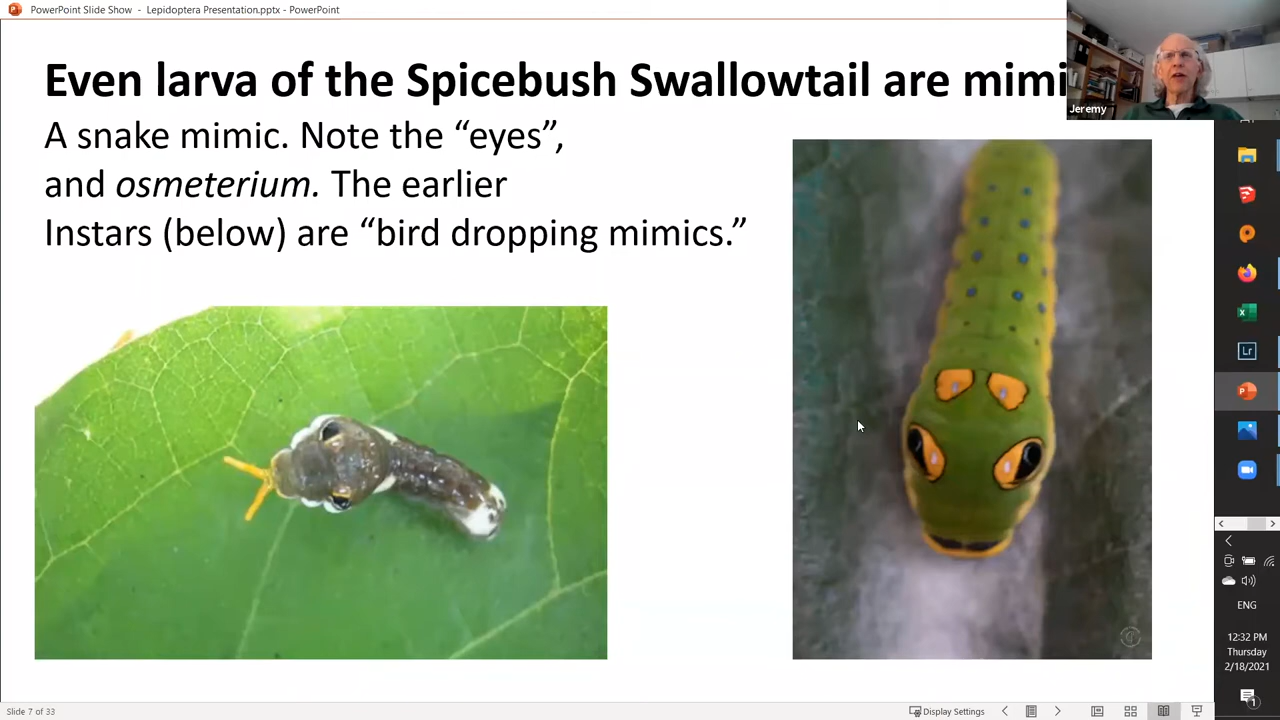 PowerPoint Slide Show - Lepidoptera Presentation.pptx - PowerPoint
Even larva of the Spicebush Swallowtail are mimi
Jeremy
A snake mimic. Note the “eyes”,
and osmeterium. The earlier
Instars (below) are “bird dropping mimics.”
Lr
ENG
12:32 PM
Thursday
2/18/2021
1
Slide 7 of 33
Display Settings